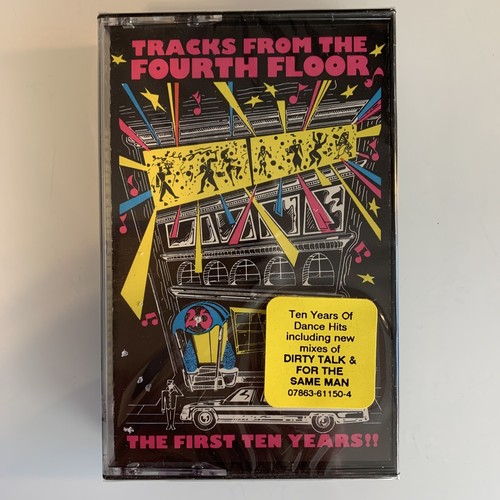 TRACKS FROM THE
FOURTH FLOOR
26
Ten Years Of
Dance Hits
including new
mixes of
DIRTY TALK &
FOR THE
SAME MAN
07863-61150-4
THE FIRST TEN YEARS!!